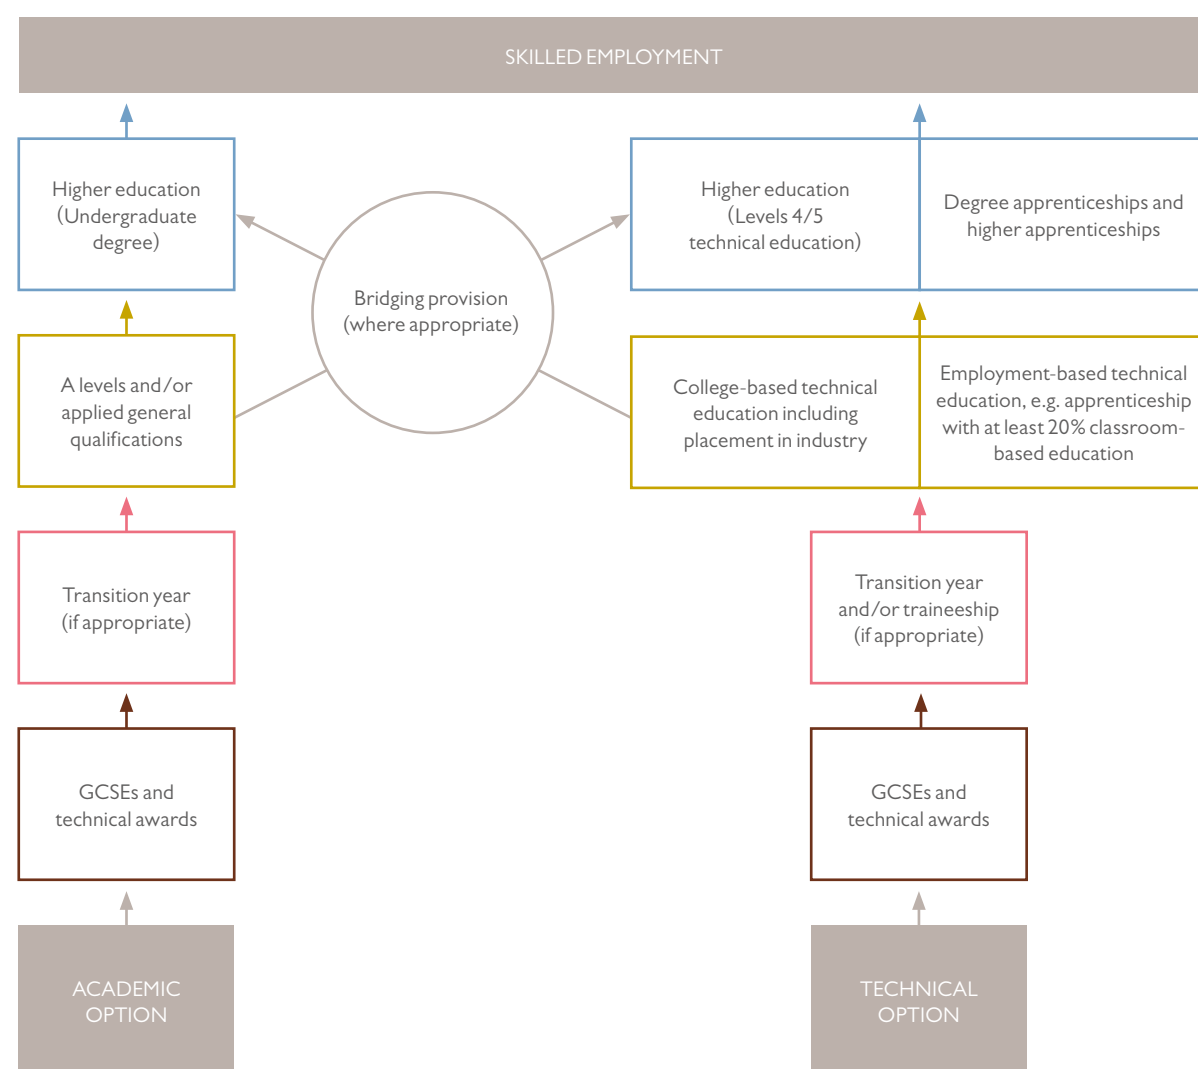 SKILLED EMPLOYMENT
Higher education
(Undergraduate
degree)
Bridging provision
(where appropriate)
Higher education
(Levels 4/5
technical education)
Degree apprenticeships and
higher apprenticeships
A levels and/or
applied general
qualifications
College-based technical
education including
placement in industry
Employment-based technical
education, e.g. apprenticeship
with at least 20% classroom-
based education
Transition year
(if appropriate)
Transition year
and/or traineeship
(if appropriate)
GCSEs and
technical awards
GCSEs and
technical awards
ACADEMIC
OPTION
TECHNICAL
OPTION